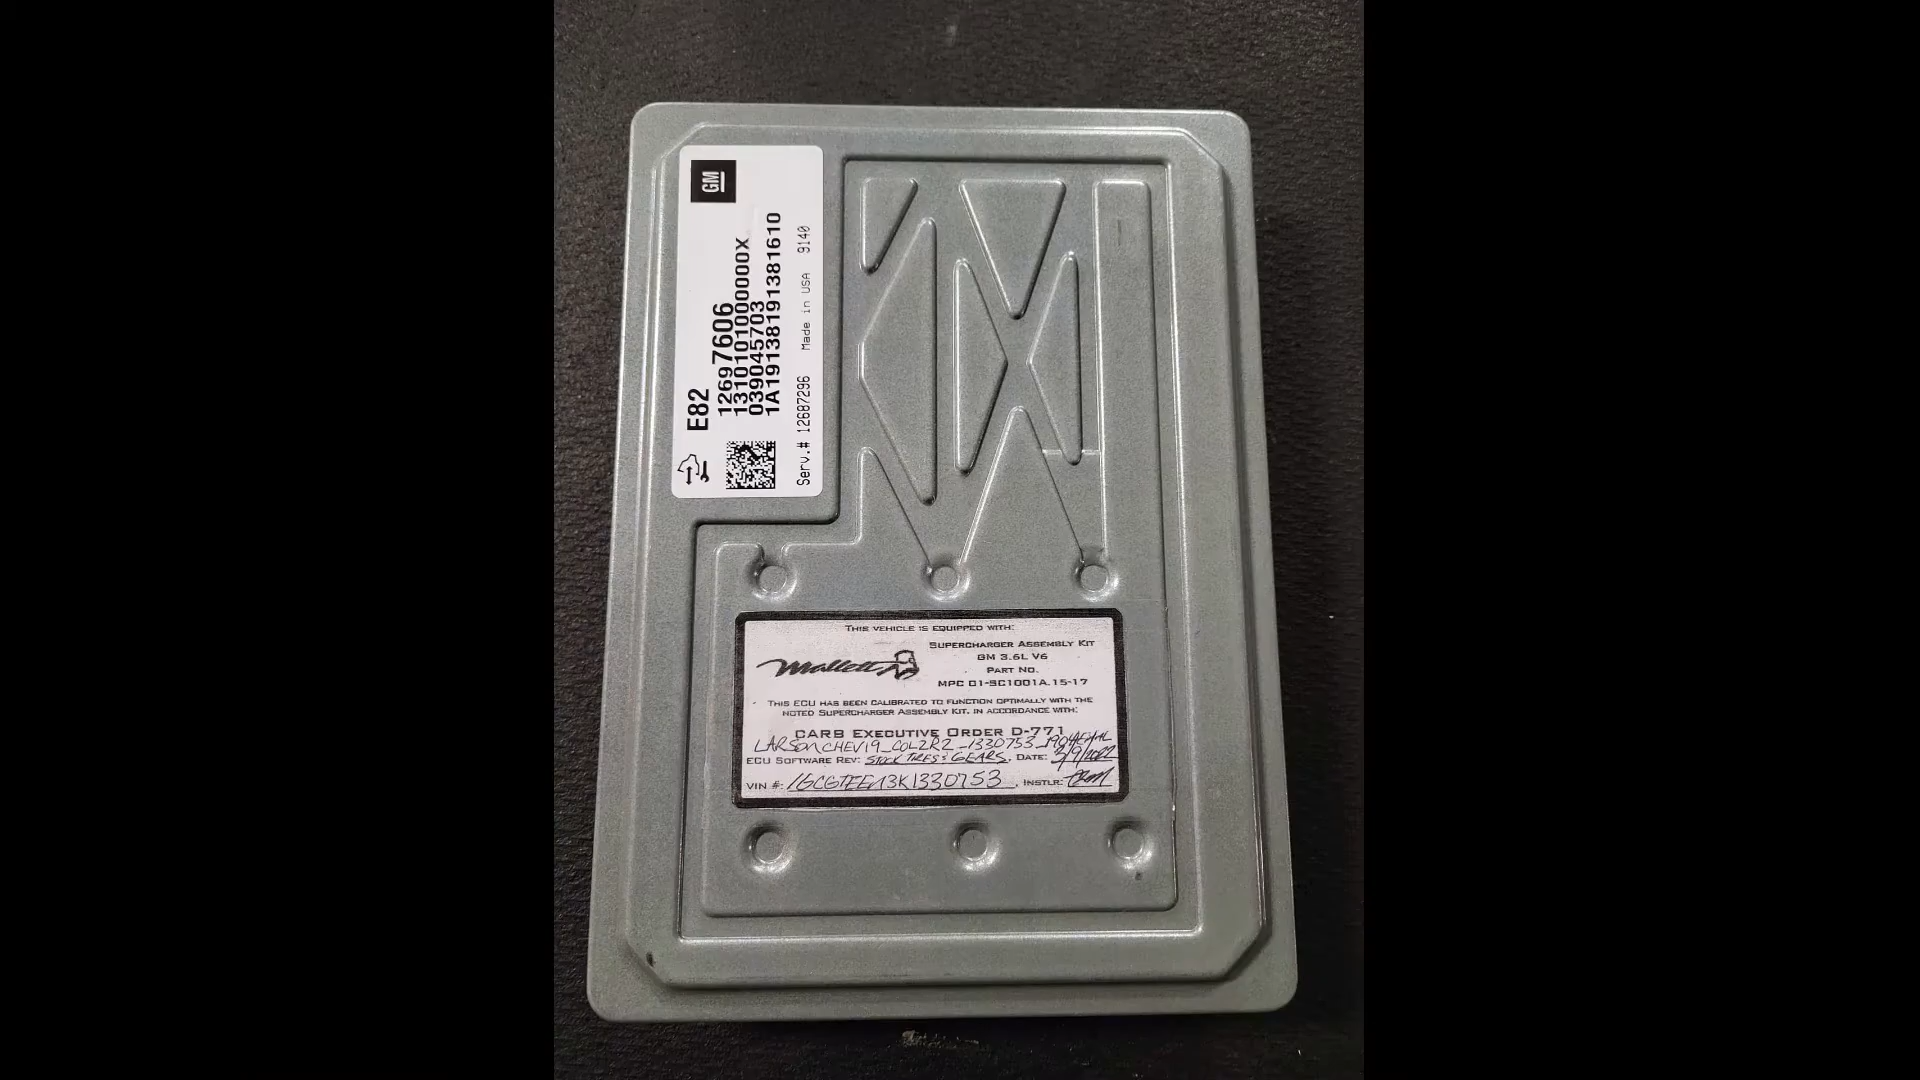 GM
E82
12697606
13101010000000X
039045703
1A19138191381610
Serv.# 12687296 Made in USA 9140
THIS VEHICLE IS EQUIPPED WITH:
Mallett
SUPERCHARGER ASSEMBLY KIT
GM 3.6L V6
PART NO.
MPC 01-SC1001A.15-17
THIS ECU HAS BEEN CALIBRATED TO FUNCTION OPTIMALLY WITH THE
NOTED SUPERCHARGER ASSEMBLY KIT, IN ACCORDANCE WITH:
CARB EXECUTIVE ORDER D-771
LARSONCHEV19_COLZR2_1330753
ECU SOFTWARE REV: STOCK TIRES & GEARS, DATE:
VIN #: 1GCGTEEN3K1330753, INSTLR: